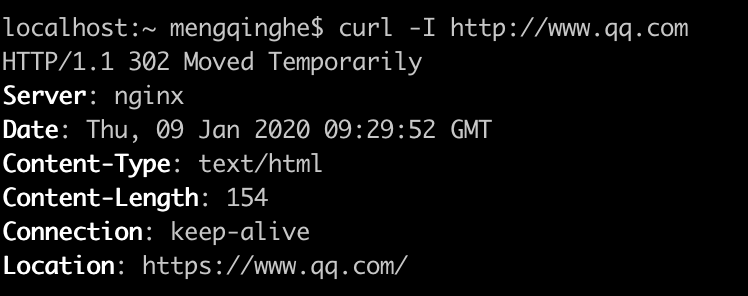 localhost:~ mengqinghe$ curl -I http://www.qq.com
HTTP/1.1 302 Moved Temporarily
Server: nginx
Date: Thu, 09 Jan 2020 09:29:52 GMT
Content-Type: text/html
Content-Length: 154
Connection: keep-alive
Location: https://www.qq.com/